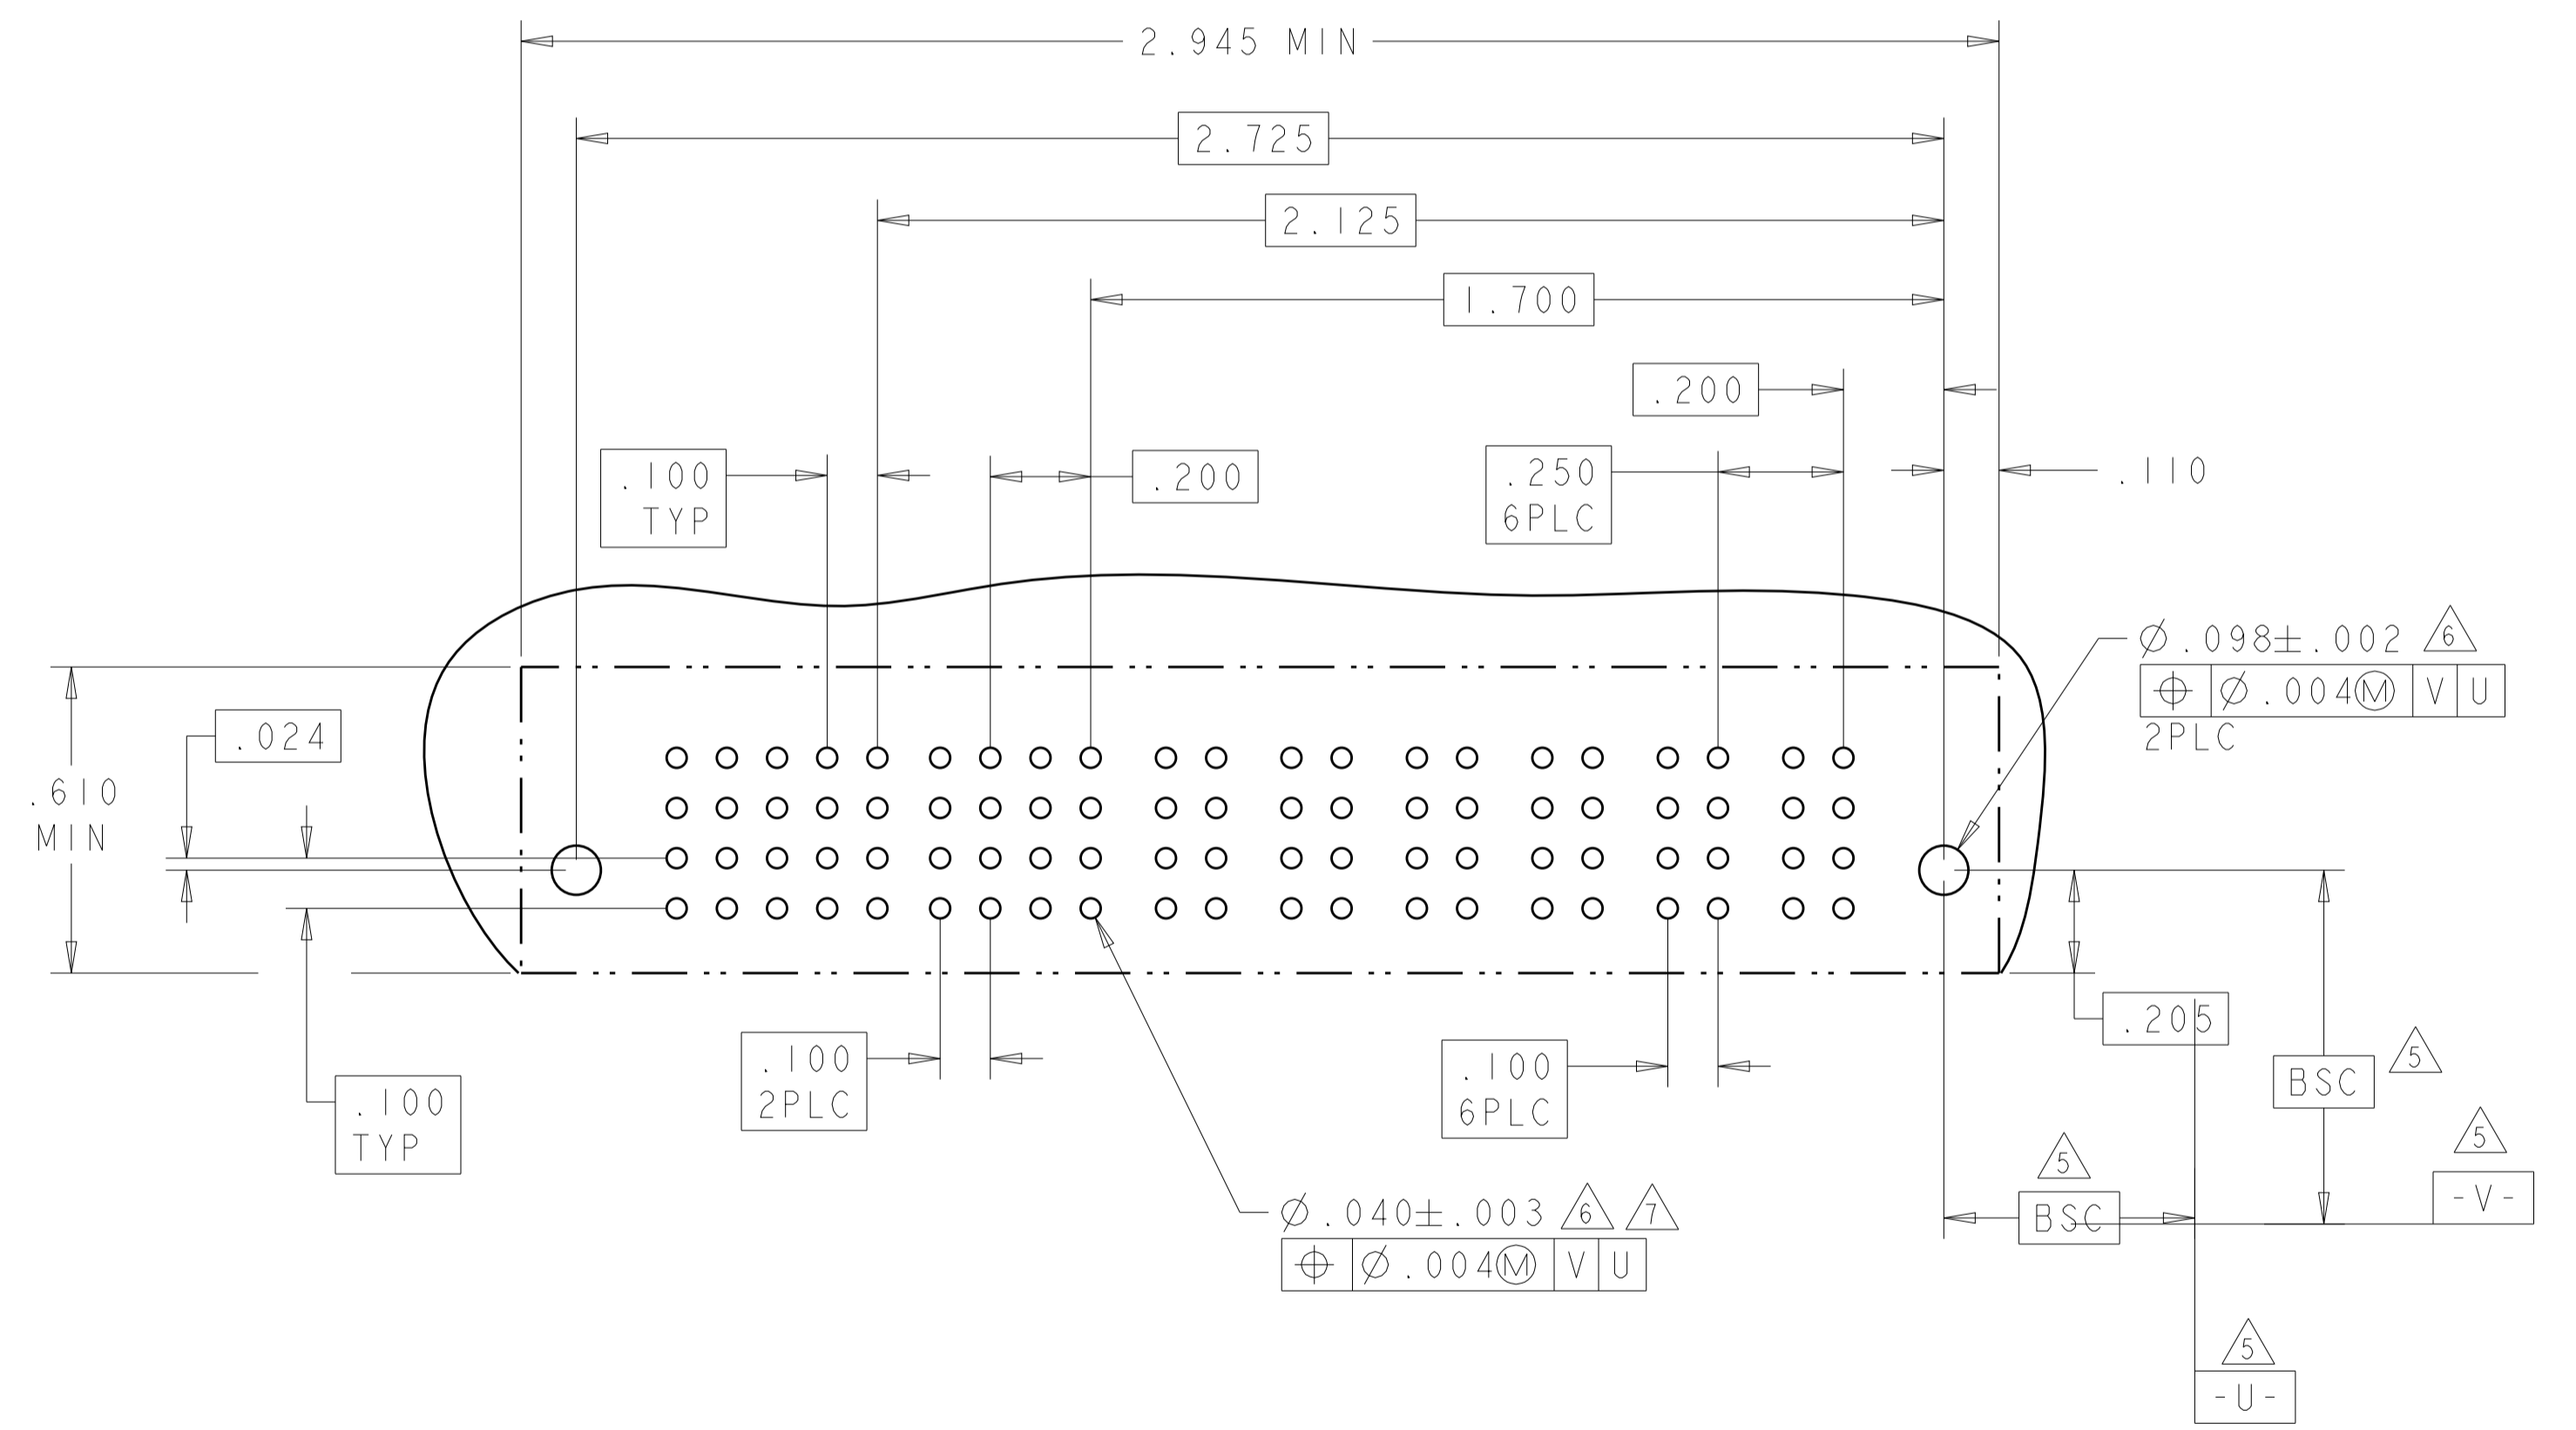 2.945 MIN
2.725
2.125
1.700
.200
.100
TYP
.200
.250
6PLC
.110
⌀.098±.002 6
⌖ ⌀.004Ⓜ V U
2PLC
.024
.610
MIN
.205
.100
2PLC
.100
6PLC
BSC 5
.100
TYP
5
BSC
5
-V-
⌀.040±.003 6 7
⌖ ⌀.004Ⓜ V U
5
-U-